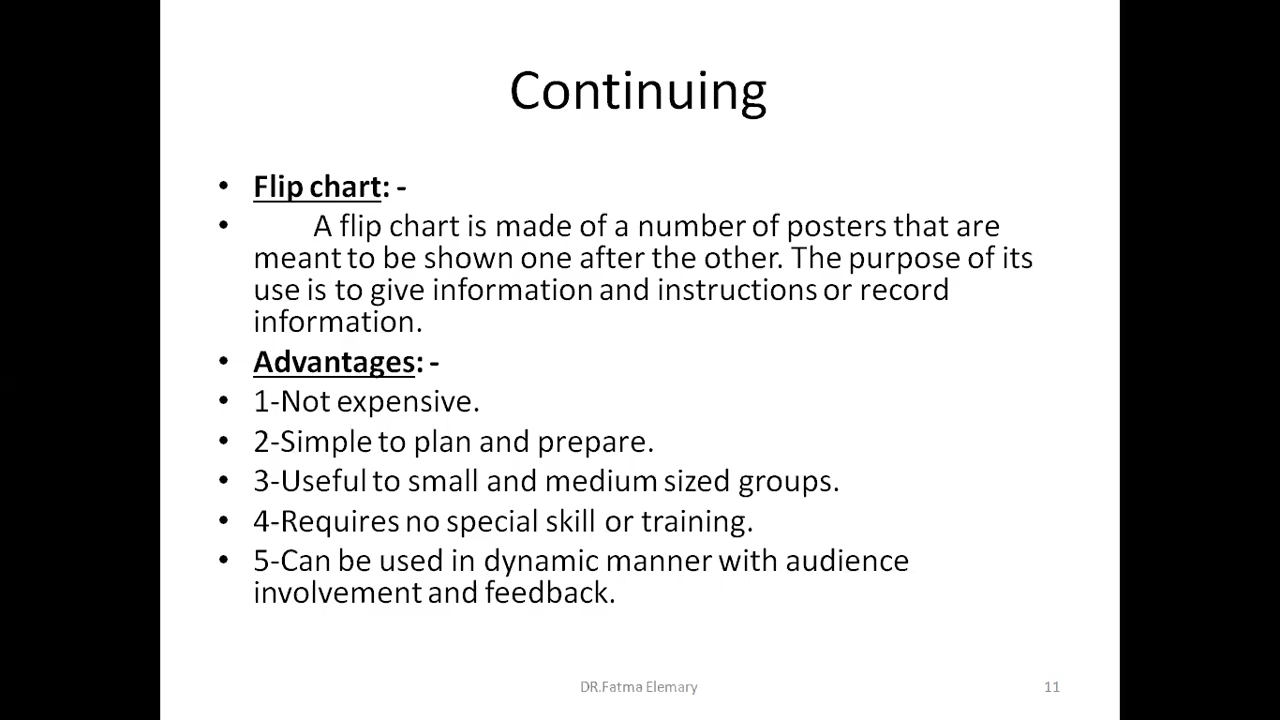 Continuing
• Flip chart: -
• A flip chart is made of a number of posters that are
meant to be shown one after the other. The purpose of its
use is to give information and instructions or record
information.
• Advantages: -
• 1-Not expensive.
• 2-Simple to plan and prepare.
• 3-Useful to small and medium sized groups.
• 4-Requires no special skill or training.
• 5-Can be used in dynamic manner with audience
involvement and feedback.
DR.Fatma Elemary
11